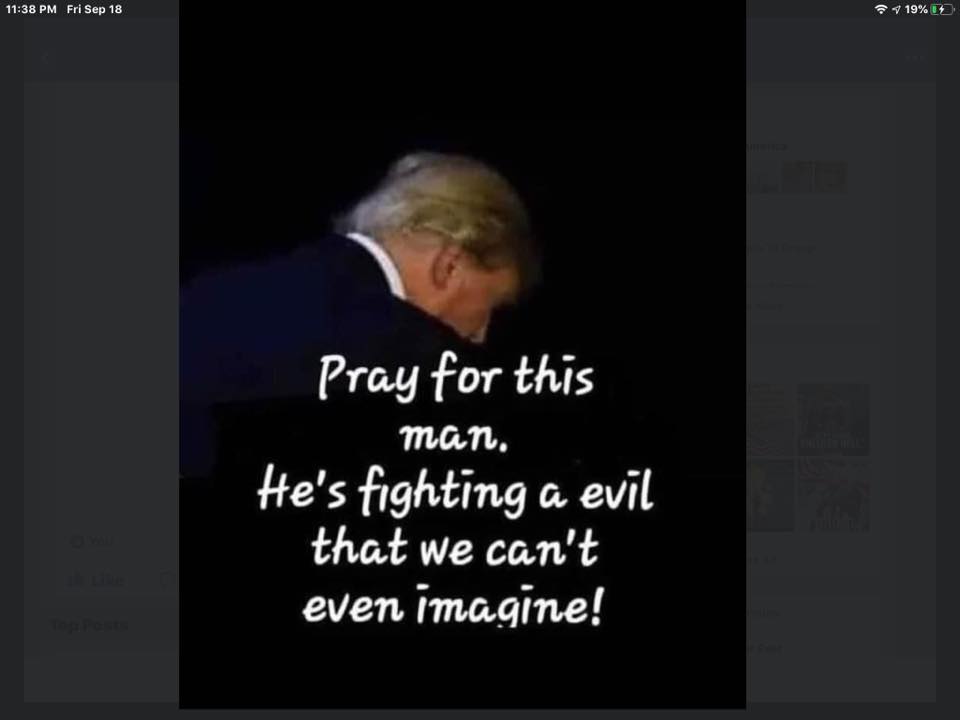 11:38 PM Fri Sep 18
19%
Pray for this
man.
He's fighting a evil
that we can't
even imagine!
You
Like
Top Posts